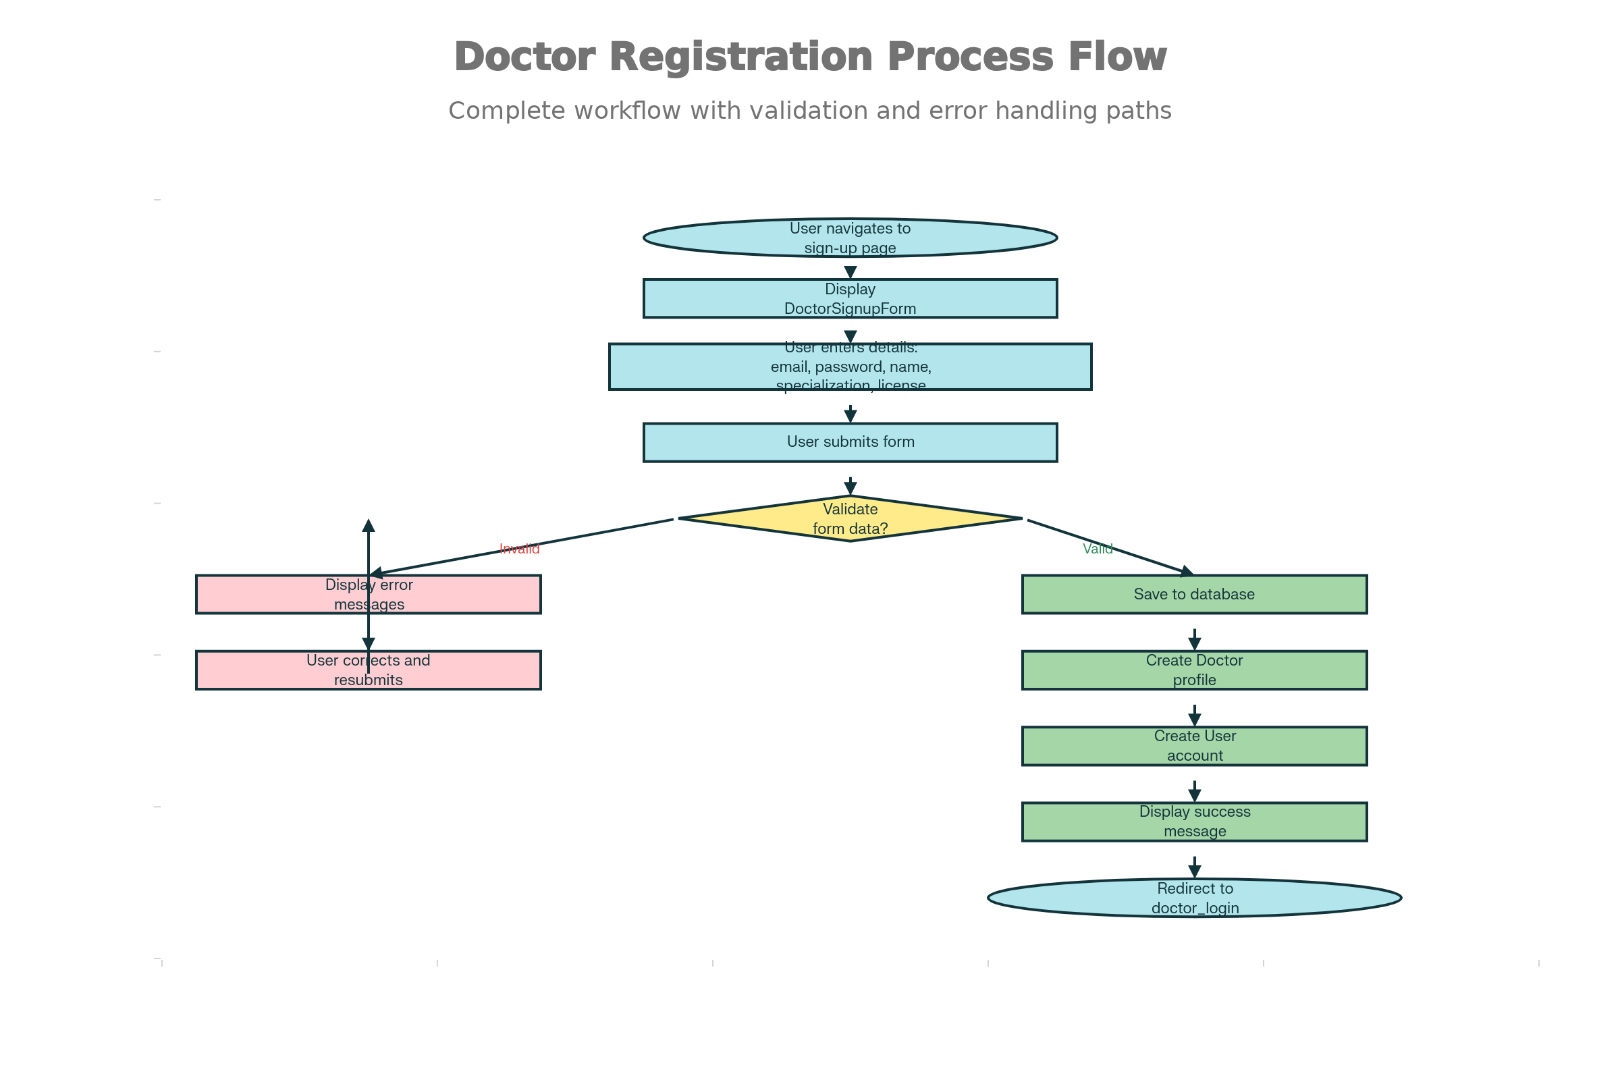 Doctor Registration Process Flow
Complete workflow with validation and error handling paths
User navigates to
sign-up page
Display
DoctorSignupForm
User enters details:
email, password, name,
specialization, license
User submits form
Validate
form data?
Invalid
Valid
Display error
messages
Save to database
User corrects and
resubmits
Create Doctor
profile
Create User
account
Display success
message
Redirect to
doctor_login